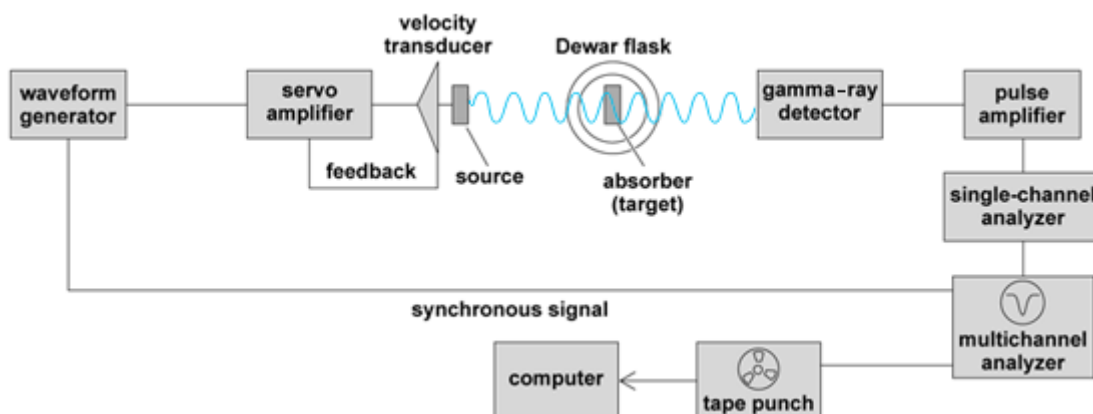 velocity
transducer
Dewar flask
waveform
generator
servo
amplifier
gamma-ray
detector
pulse
amplifier
feedback
source
absorber
(target)
single-channel
analyzer
synchronous signal
multichannel
analyzer
computer
tape punch